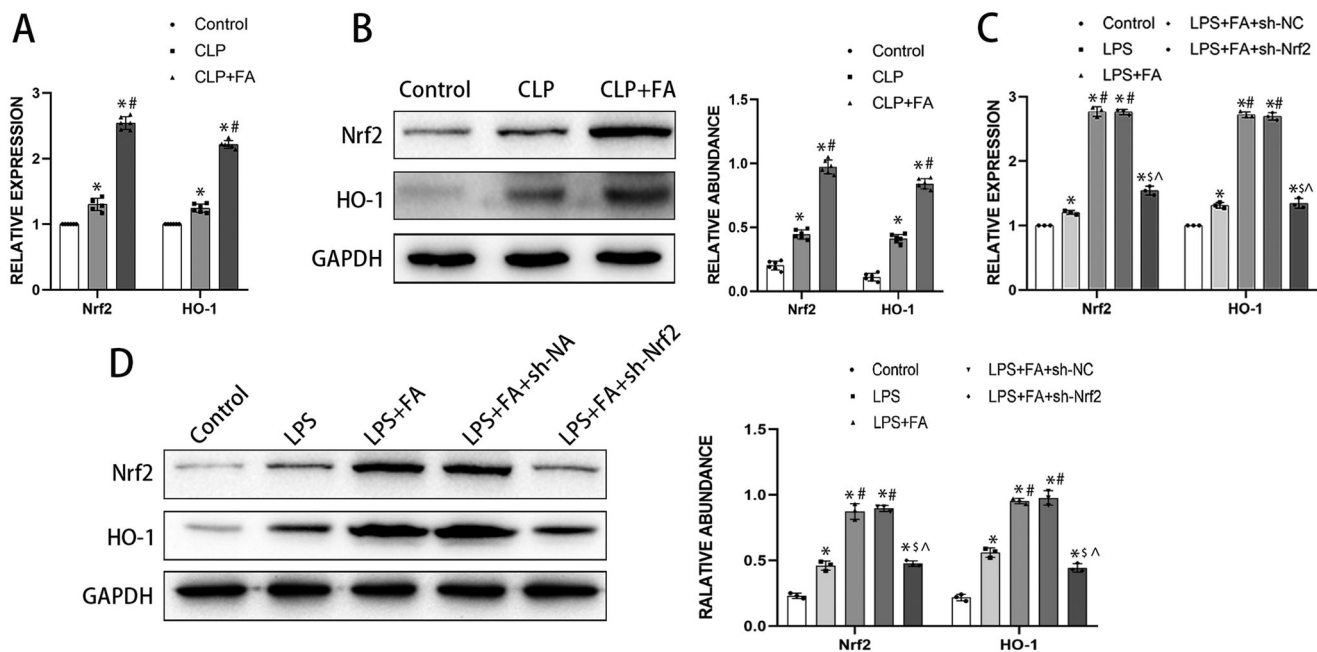 A
Control
CLP
CLP+FA
RELATIVE EXPRESSION
3
2
1
0
*
*#
*
*#
Nrf2
HO-1
B
Control
CLP
CLP+FA
Nrf2
HO-1
GAPDH
Control
CLP
CLP+FA
RELATIVE ABUNDANCE
1.5
1.0
0.5
0.0
*
*#
*
*#
Nrf2
HO-1
C
Control
LPS
LPS+FA
LPS+FA+sh-NC
LPS+FA+sh-Nrf2
RELATIVE EXPRESSION
3
2
1
0
*
*#
*#
*$^
*
*#
*#
*$^
Nrf2
HO-1
D
Control
LPS
LPS+FA
LPS+FA+sh-NA
LPS+FA+sh-Nrf2
Nrf2
HO-1
GAPDH
Control
LPS
LPS+FA
LPS+FA+sh-NC
LPS+FA+sh-Nrf2
RALATIVE ABUNDANCE
1.5
1.0
0.5
0.0
*
*#
*#
*$^
*
*#
*#
*$^
Nrf2
HO-1